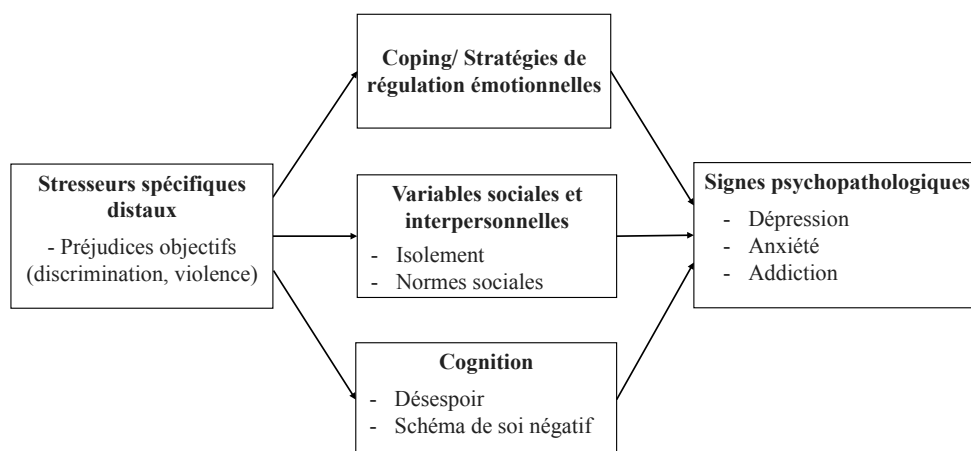 Coping/ Stratégies de
régulation émotionnelles
Stresseurs spécifiques
distaux
- Préjudices objectifs
(discrimination, violence)
Variables sociales et
interpersonnelles
- Isolement
- Normes sociales
Signes psychopathologiques
- Dépression
- Anxiété
- Addiction
Cognition
- Désespoir
- Schéma de soi négatif